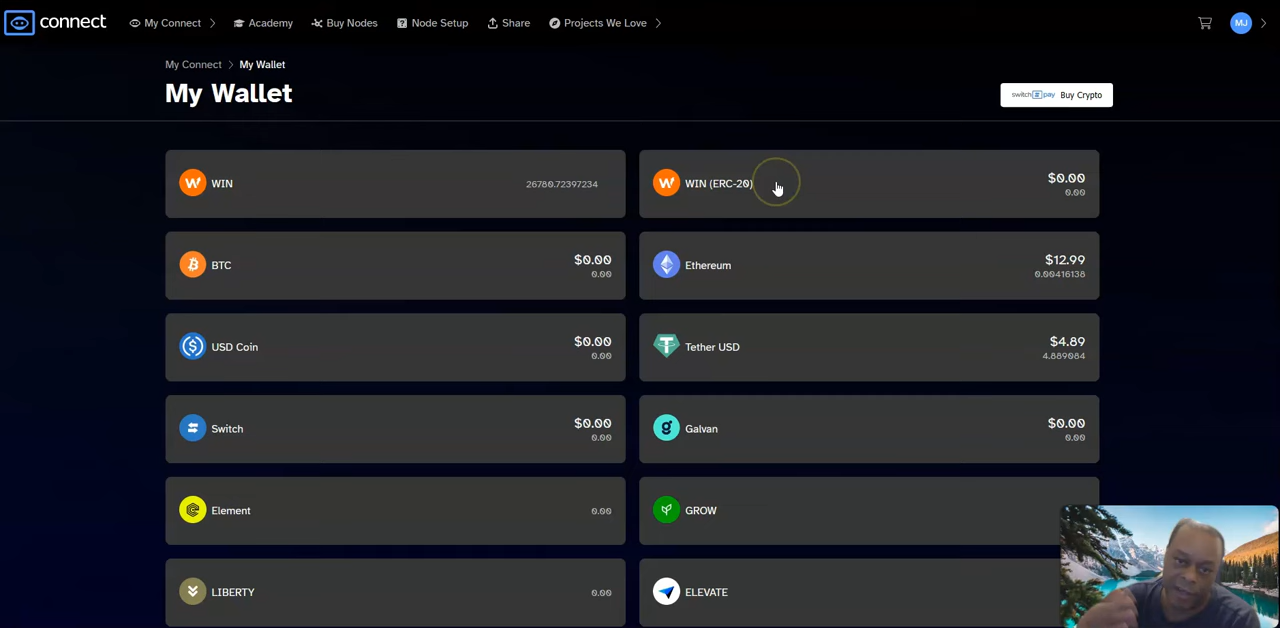 connect My Connect Academy Buy Nodes Node Setup Share Projects We Love MJ
My Connect My Wallet
My Wallet
switch pay Buy Crypto
WIN 26780.72397234
WIN (ERC-20) $0.00
0.00
BTC $0.00
0.00
Ethereum $12.99
0.00416138
USD Coin $0.00
0.00
Tether USD $4.89
4.889084
Switch $0.00
0.00
Galvan $0.00
0.00
Element 0.00
GROW
LIBERTY 0.00
ELEVATE